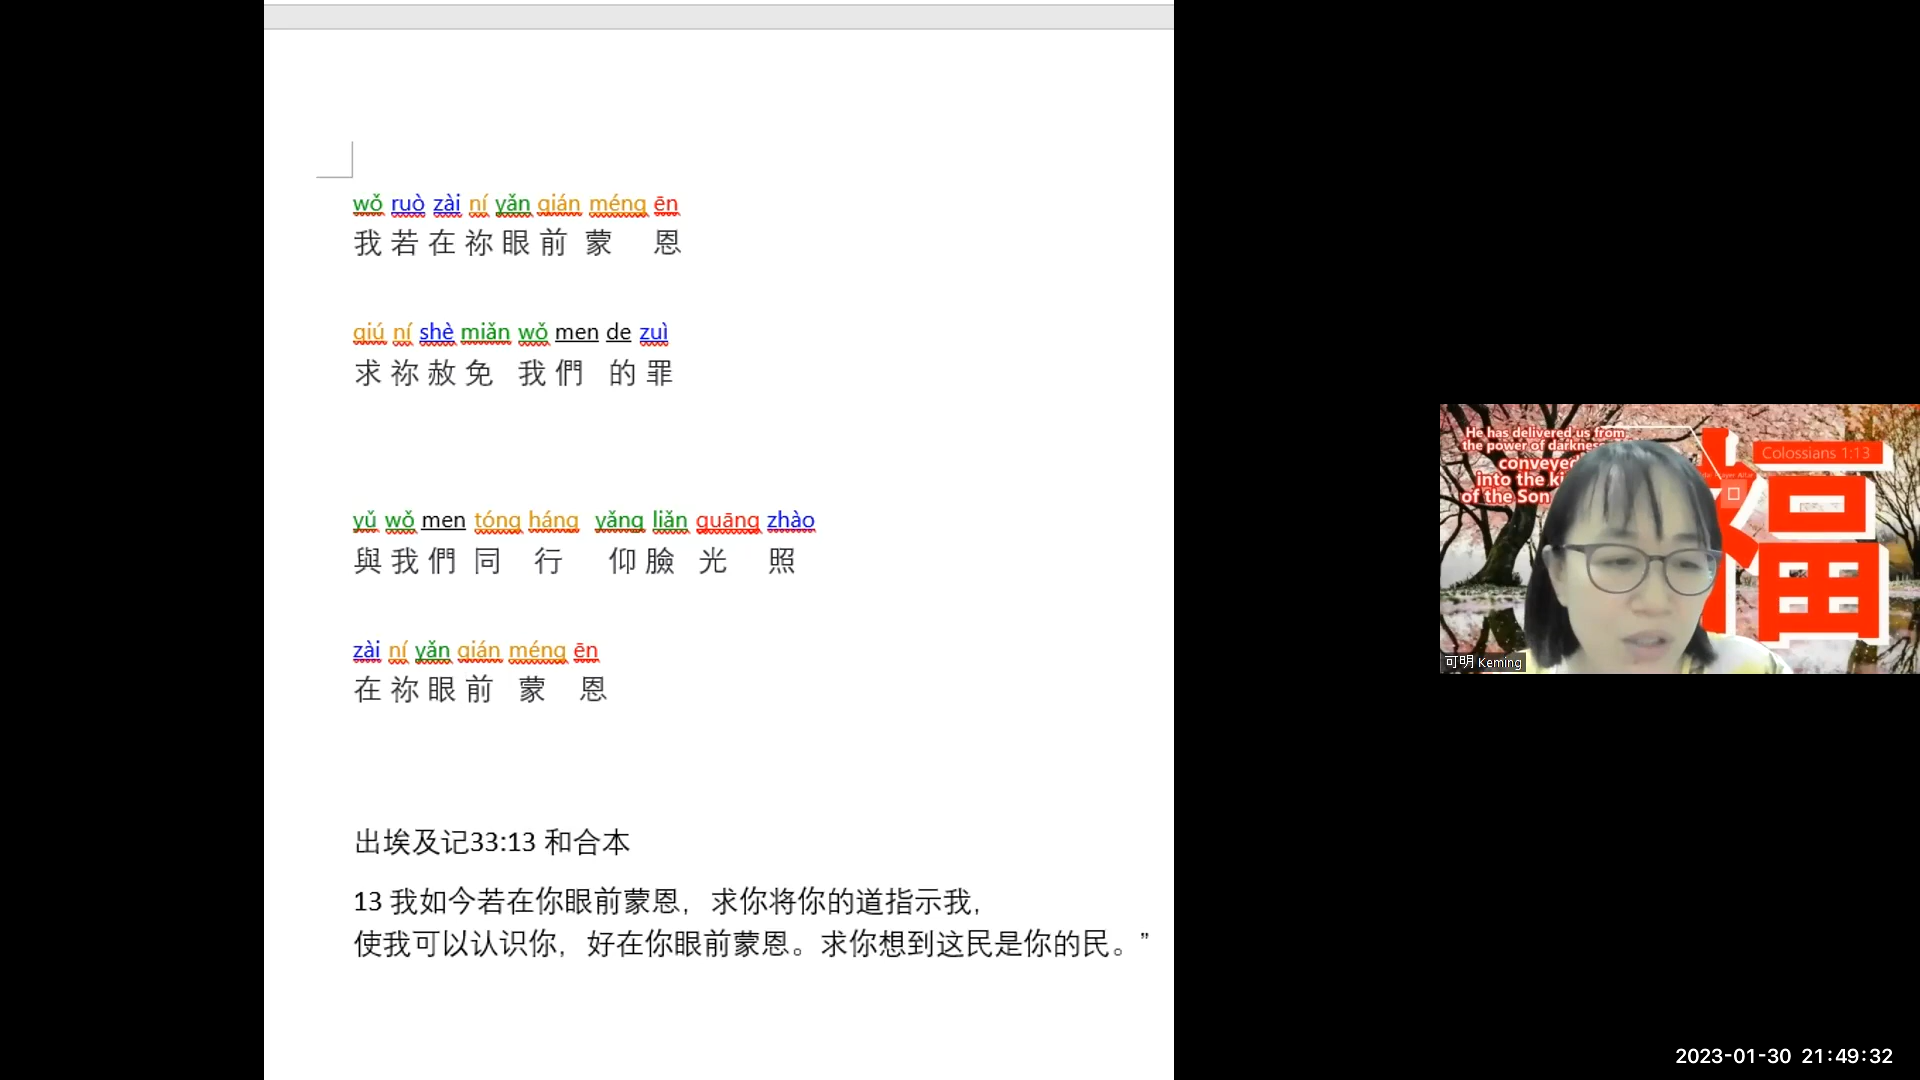 wǒ ruò zài ní yǎn qián méng ēn
我若在祢眼前蒙 恩
qiú ní shè miǎn wǒ men de zuì
求祢赦免 我們 的罪
yǔ wǒ men tóng háng yǎng liǎn guāng zhào
與我們同 行 仰臉 光 照
zài ní yǎn qián méng ēn
在祢眼前 蒙 恩
出埃及记33:13 和合本
13 我如今若在你眼前蒙恩，求你将你的道指示我，
使我可以认识你，好在你眼前蒙恩。求你想到这民是你的民。”
He has delivered us from
the power of darkne
conveyed
into the ki
of the Son
Colossians 1:13
福
可明 Keming
2023-01-30 21:49:32